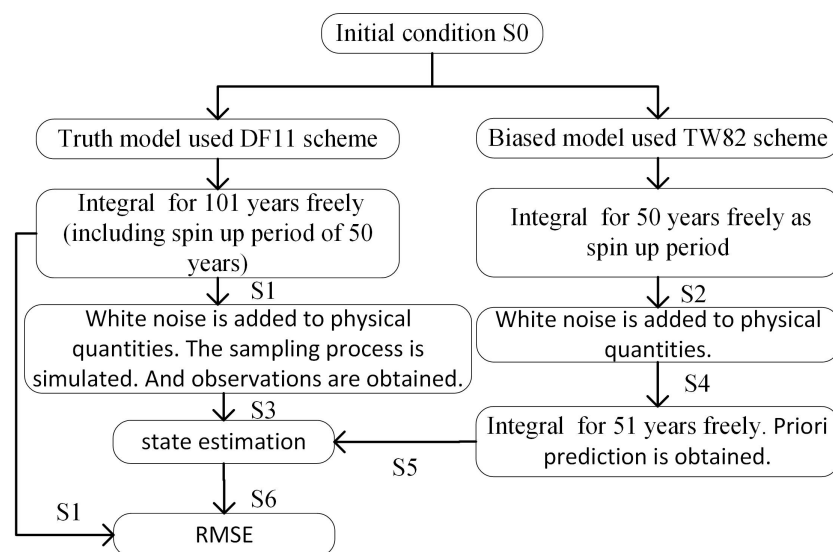 Initial condition S0
Truth model used DF11 scheme
Biased model used TW82 scheme
Integral for 101 years freely
(including spin up period of 50
years)
Integral for 50 years freely as
spin up period
S1
S2
White noise is added to physical
quantities. The sampling process is
simulated. And observations are obtained.
White noise is added to physical
quantities.
S3
S4
state estimation
Integral for 51 years freely. Priori
prediction is obtained.
S5
S6
S1
RMSE